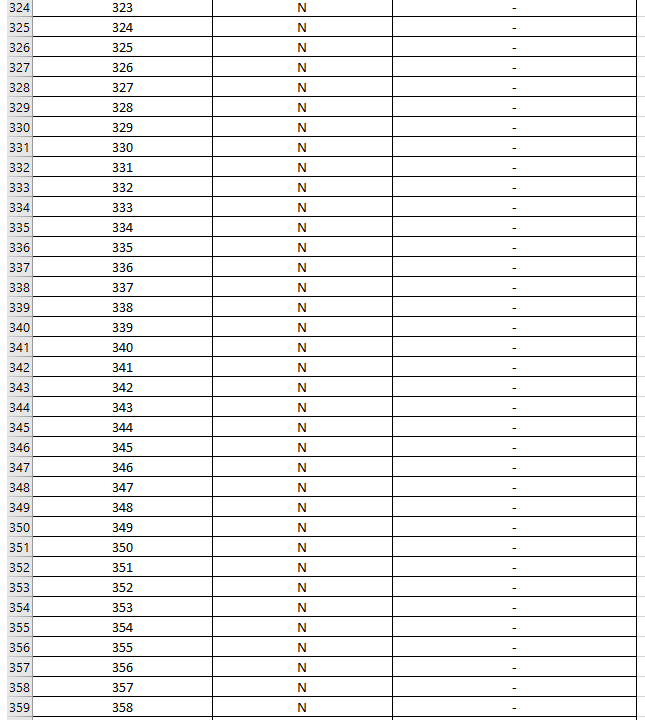 324 323 N -
325 324 N -
326 325 N -
327 326 N -
328 327 N -
329 328 N -
330 329 N -
331 330 N -
332 331 N -
333 332 N -
334 333 N -
335 334 N -
336 335 N -
337 336 N -
338 337 N -
339 338 N -
340 339 N -
341 340 N -
342 341 N -
343 342 N -
344 343 N -
345 344 N -
346 345 N -
347 346 N -
348 347 N -
349 348 N -
350 349 N -
351 350 N -
352 351 N -
353 352 N -
354 353 N -
355 354 N -
356 355 N -
357 356 N -
358 357 N -
359 358 N -